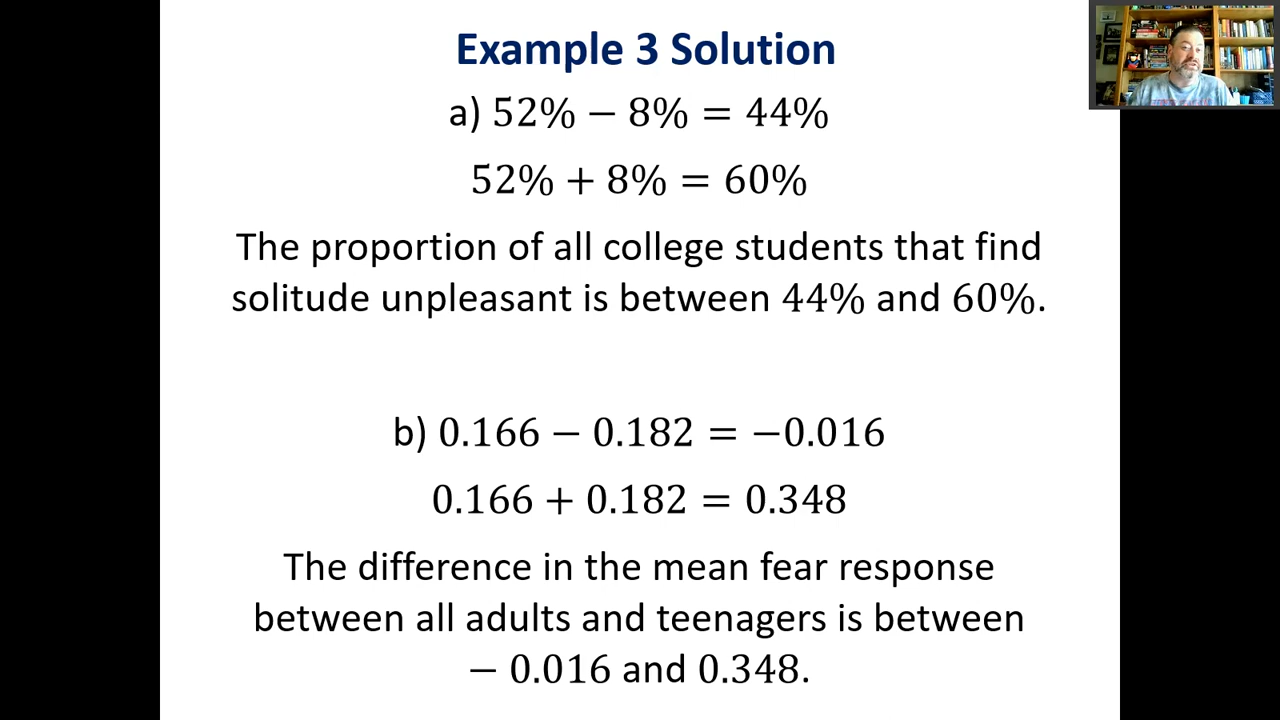 Example 3 Solution
a) 52% − 8% = 44%
52% + 8% = 60%
The proportion of all college students that find
solitude unpleasant is between 44% and 60%.
b) 0.166 − 0.182 = −0.016
0.166 + 0.182 = 0.348
The difference in the mean fear response
between all adults and teenagers is between
− 0.016 and 0.348.